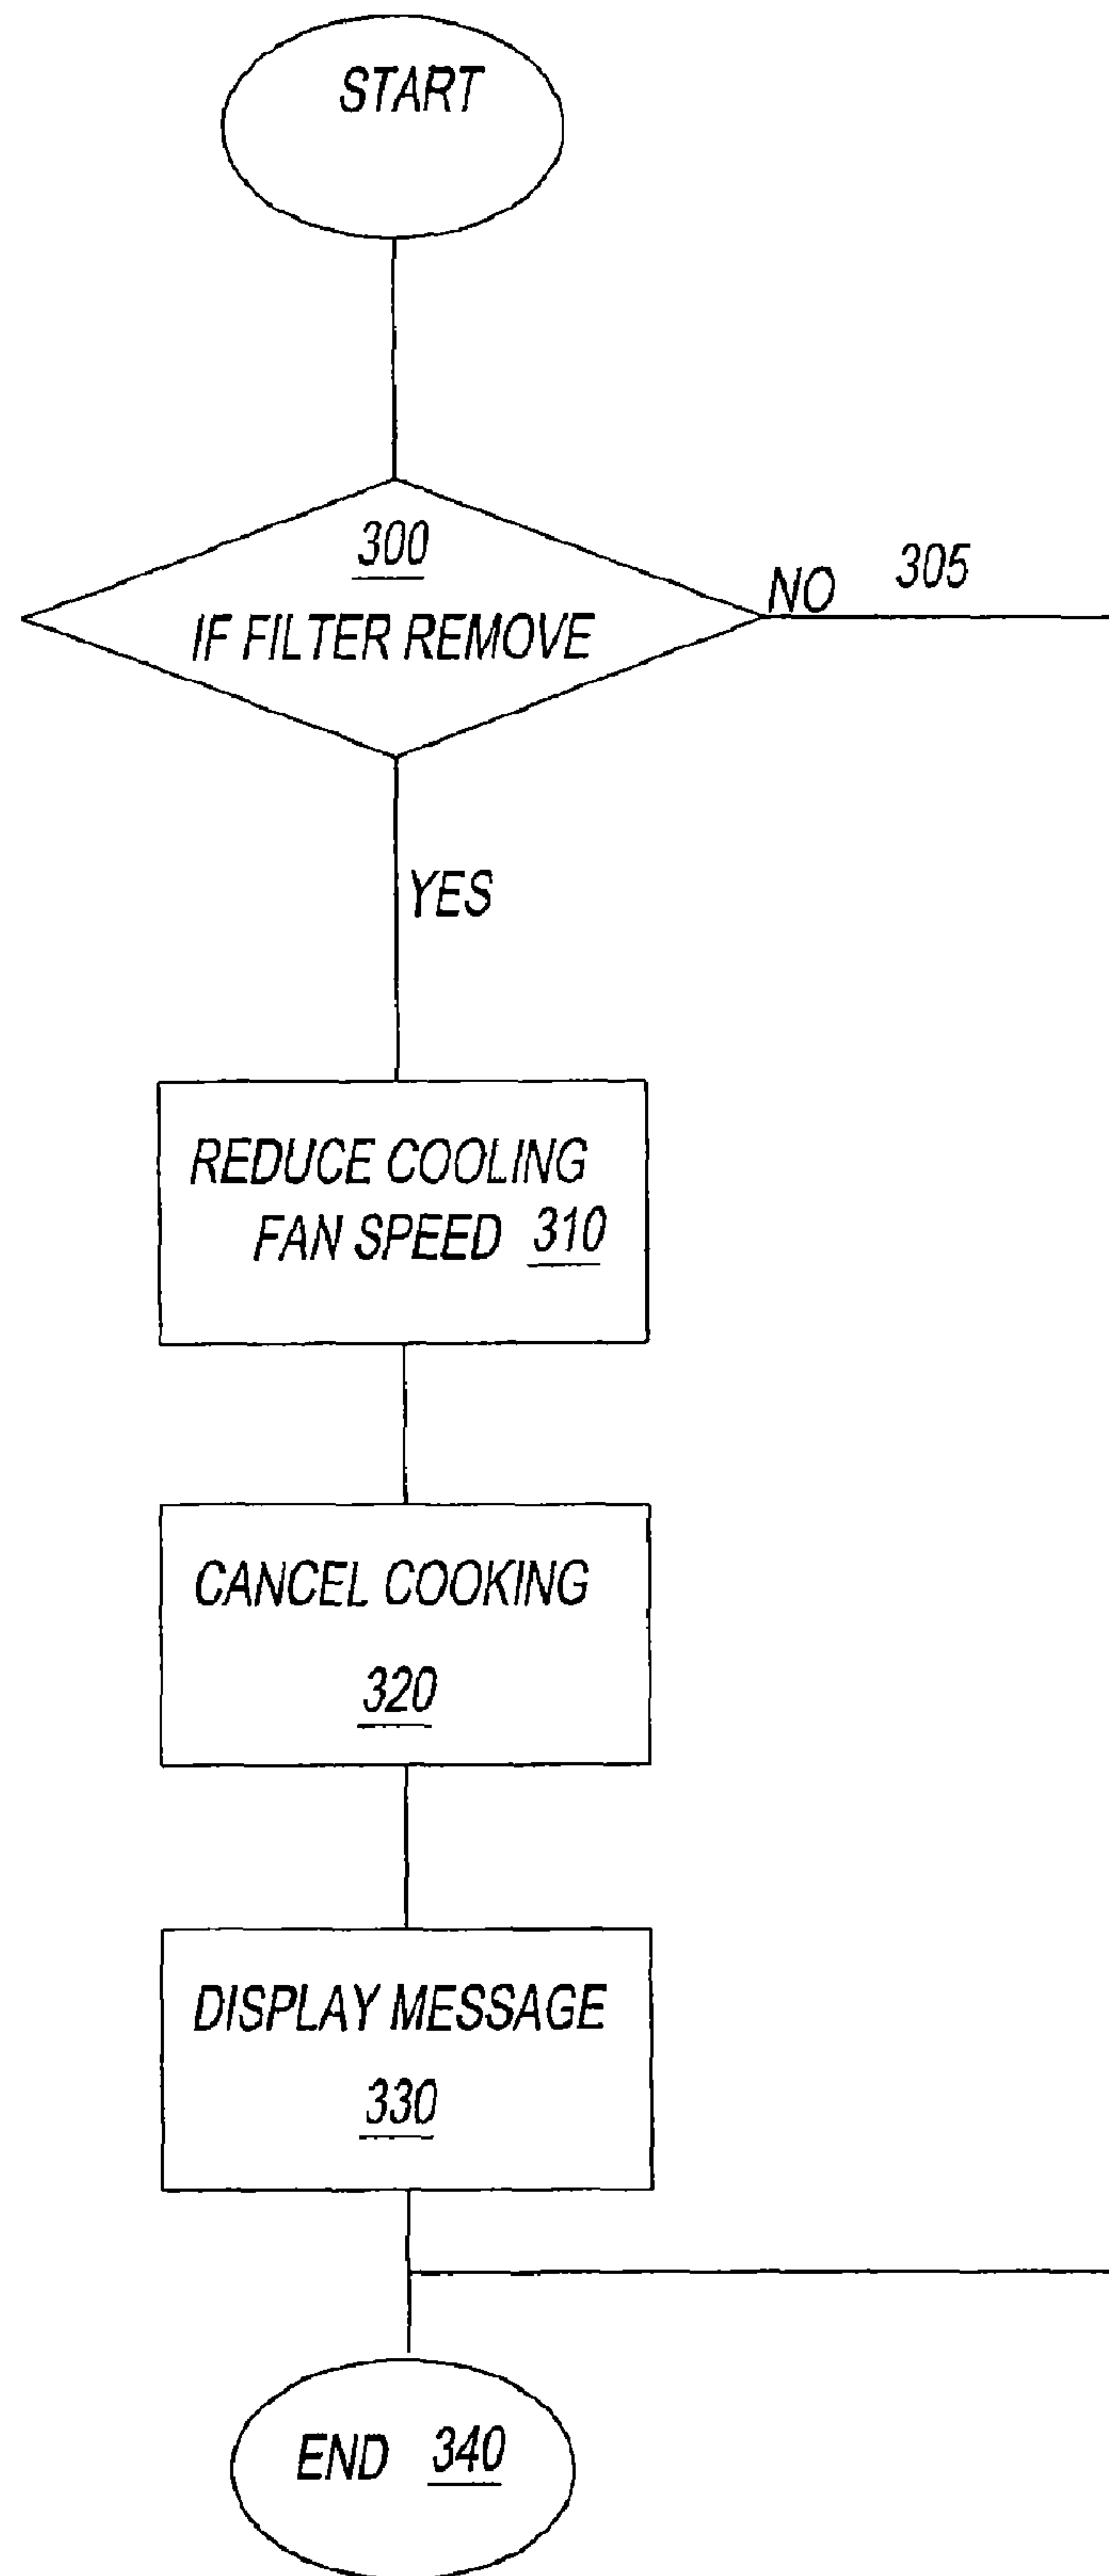 START
300
IF FILTER REMOVE
NO 305
YES
REDUCE COOLING
FAN SPEED 310
CANCEL COOKING
320
DISPLAY MESSAGE
330
END 340